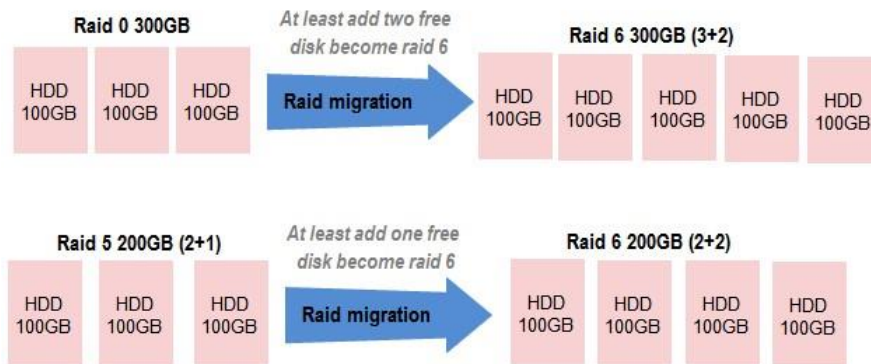 Raid 0 300GB
At least add two free
disk become raid 6
Raid 6 300GB (3+2)
HDD
100GB
HDD
100GB
HDD
100GB
Raid migration
HDD
100GB
HDD
100GB
HDD
100GB
HDD
100GB
HDD
100GB
Raid 5 200GB (2+1)
At least add one free
disk become raid 6
Raid 6 200GB (2+2)
HDD
100GB
HDD
100GB
HDD
100GB
Raid migration
HDD
100GB
HDD
100GB
HDD
100GB
HDD
100GB